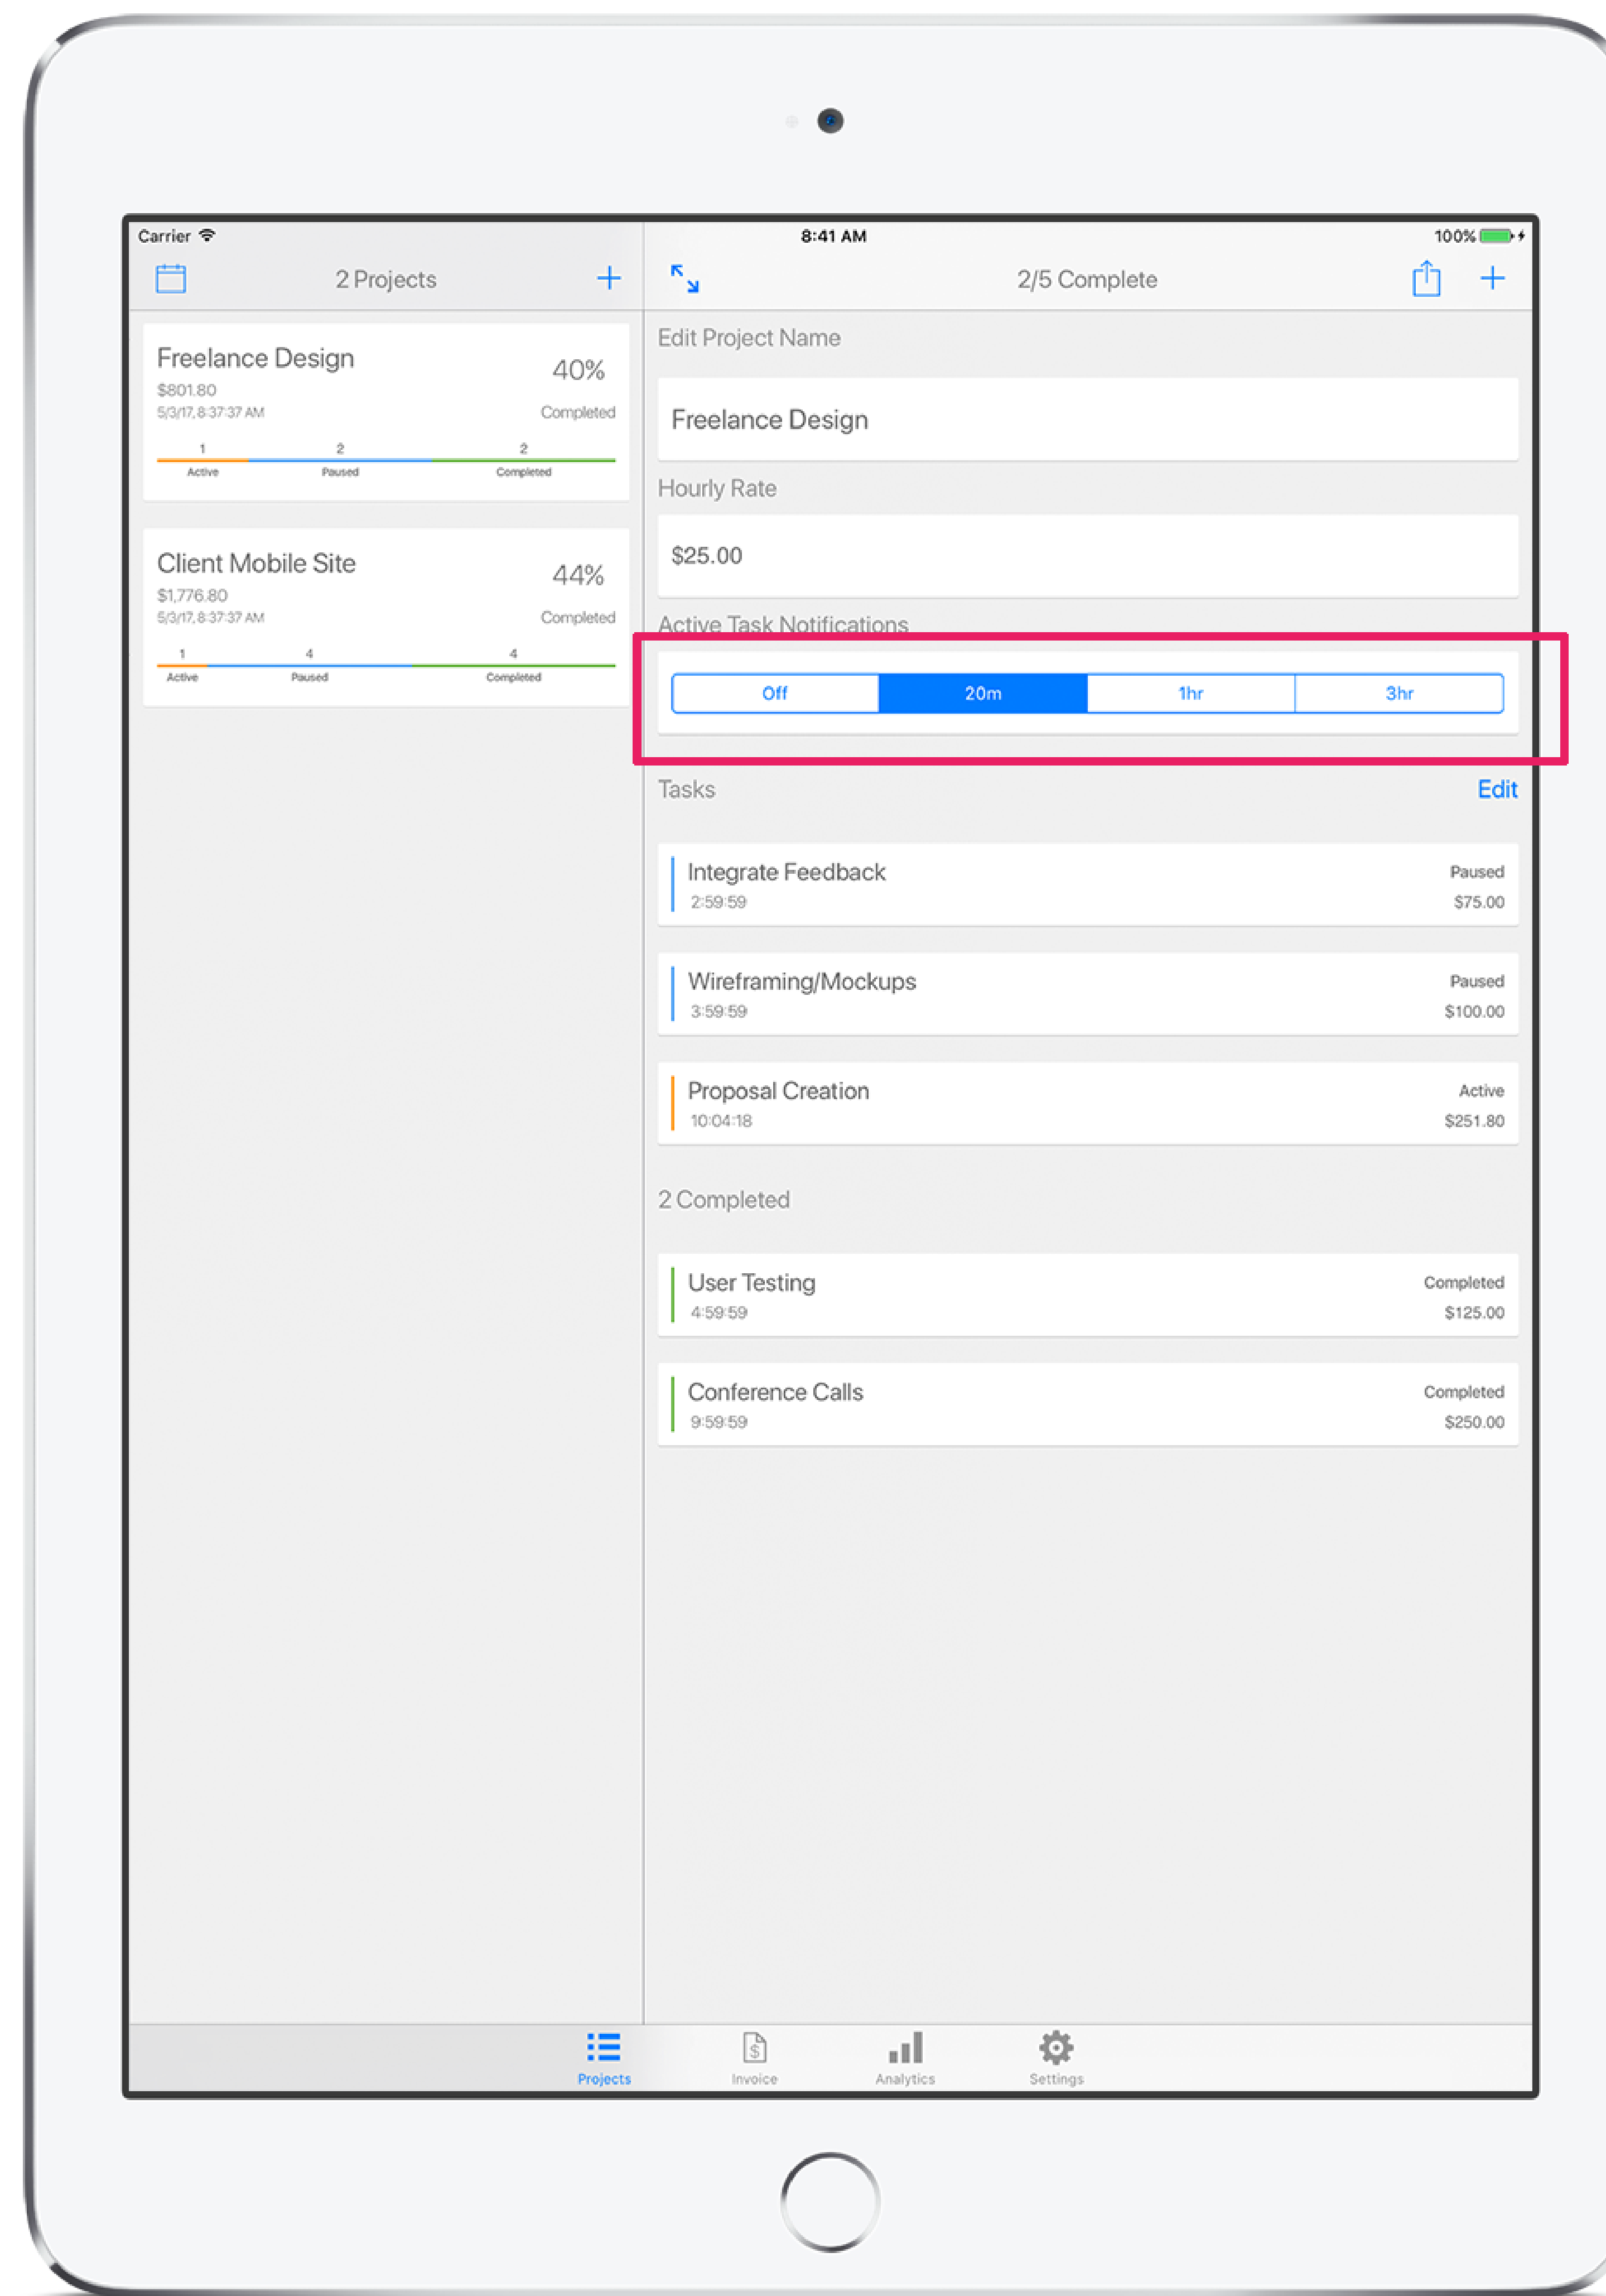 Carrier
8:41 AM
100%
2 Projects
2/5 Complete
Freelance Design
40%
$801.80
5/3/17, 8:37:37 AM
Completed
1
2
2
Active
Paused
Completed
Client Mobile Site
44%
$1,776.80
5/3/17, 8:37:37 AM
Completed
1
4
4
Active
Paused
Completed
Edit Project Name
Freelance Design
Hourly Rate
$25.00
Active Task Notifications
Off
20m
1hr
3hr
Tasks
Edit
Integrate Feedback
Paused
2:59:59
$75.00
Wireframing/Mockups
Paused
3:59:59
$100.00
Proposal Creation
Active
10:04:18
$251.80
2 Completed
User Testing
Completed
4:59:59
$125.00
Conference Calls
Completed
9:59:59
$250.00
Projects
$
Invoice
Analytics
Settings